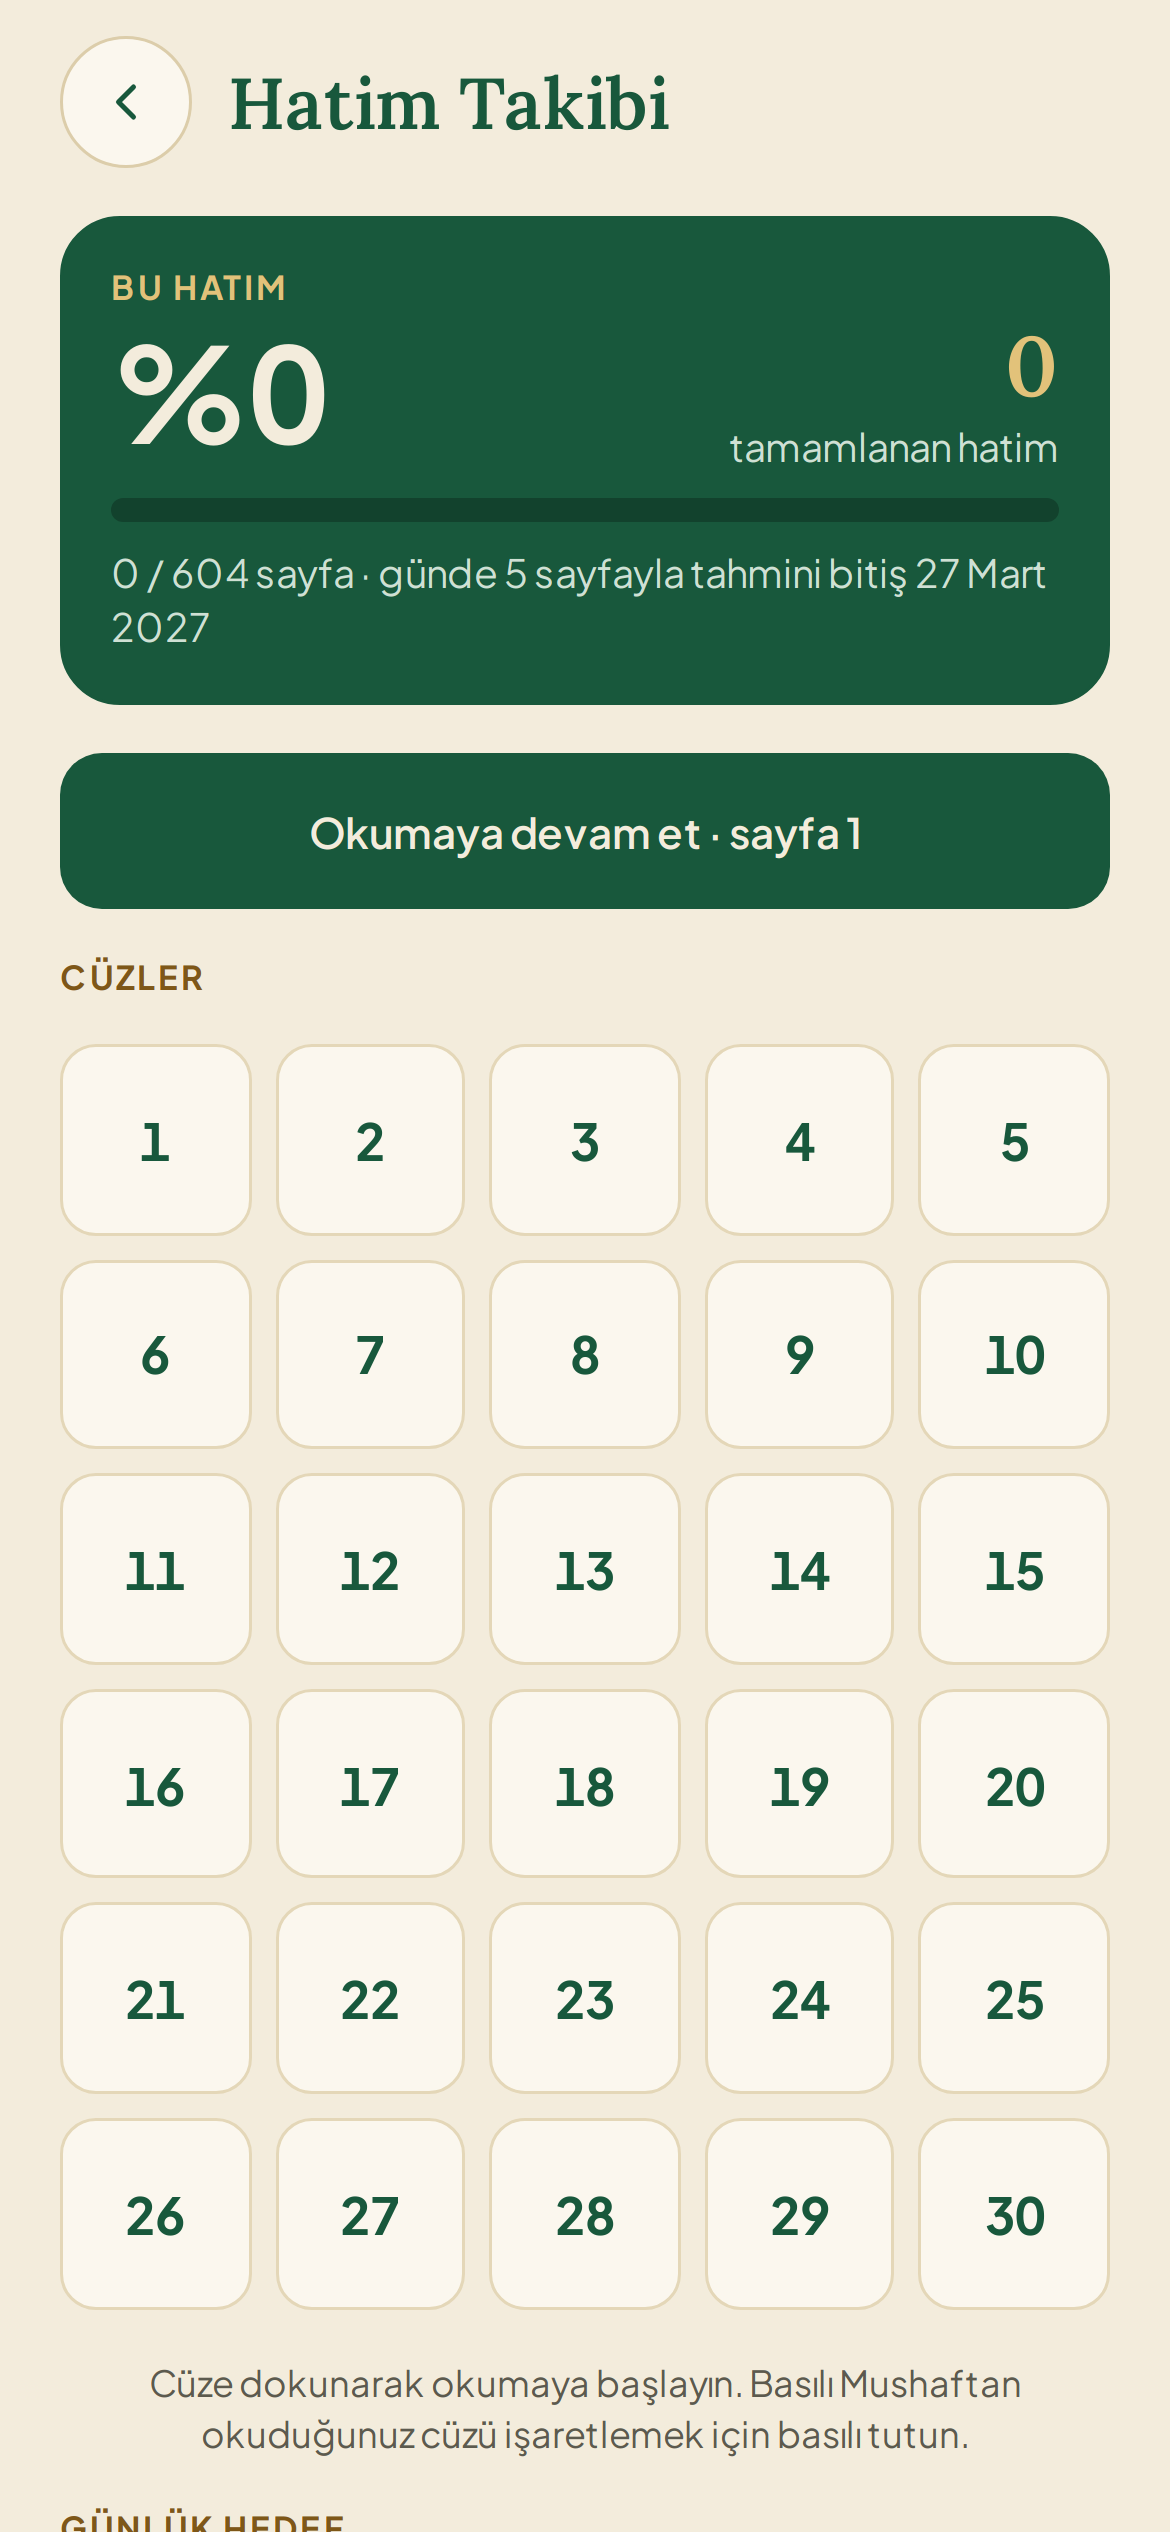 Hatim Takibi
BU HATIM
%0
0
tamamlanan hatim
0 / 604 sayfa · günde 5 sayfayla tahmini bitiş 27 Mart
2027
Okumaya devam et · sayfa 1
CÜZLER
1 2 3 4 5
6 7 8 9 10
11 12 13 14 15
16 17 18 19 20
21 22 23 24 25
26 27 28 29 30
Cüze dokunarak okumaya başlayın. Basılı Mushaftan
okuduğunuz cüzü işaretlemek için basılı tutun.
GÜNLÜK HEDEF